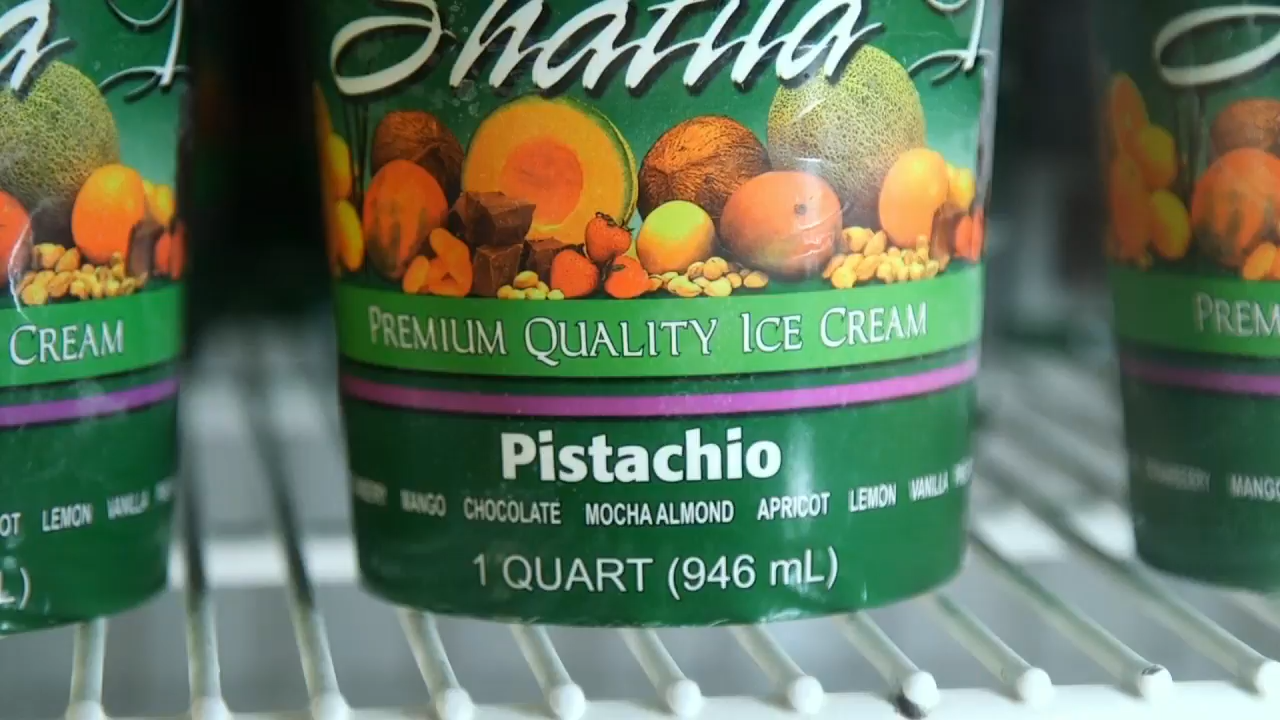 Shatila
PREMIUM QUALITY ICE CREAM
Pistachio
MANGO CHOCOLATE MOCHA ALMOND APRICOT LEMON VANILLA
1 QUART (946 mL)
CREAM
LEMON VANILLA
L)
PREM
MANGO